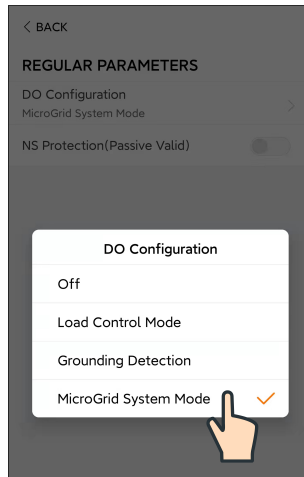 < BACK
REGULAR PARAMETERS
DO Configuration
MicroGrid System Mode
NS Protection(Passive Valid)
DO Configuration
Off
Load Control Mode
Grounding Detection
MicroGrid System Mode